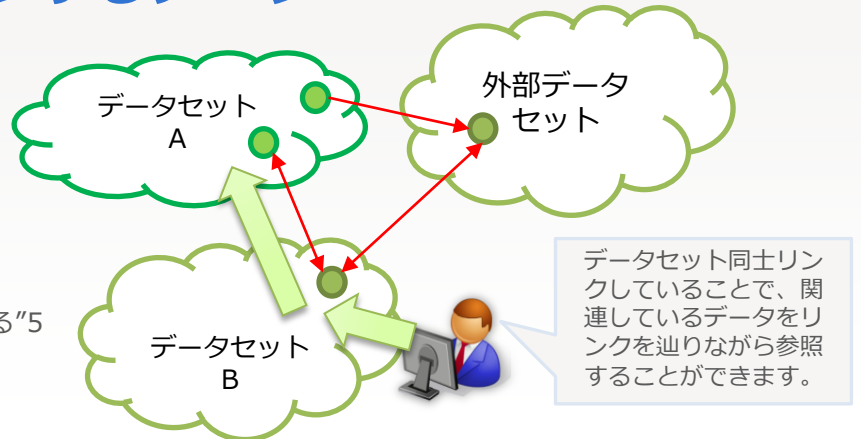 データセット
A
外部データ
セット
データセット同士リン
クしていることで、関
連しているデータをリ
ンクを辿りながら参照
することができます。
る”5
データセット
B